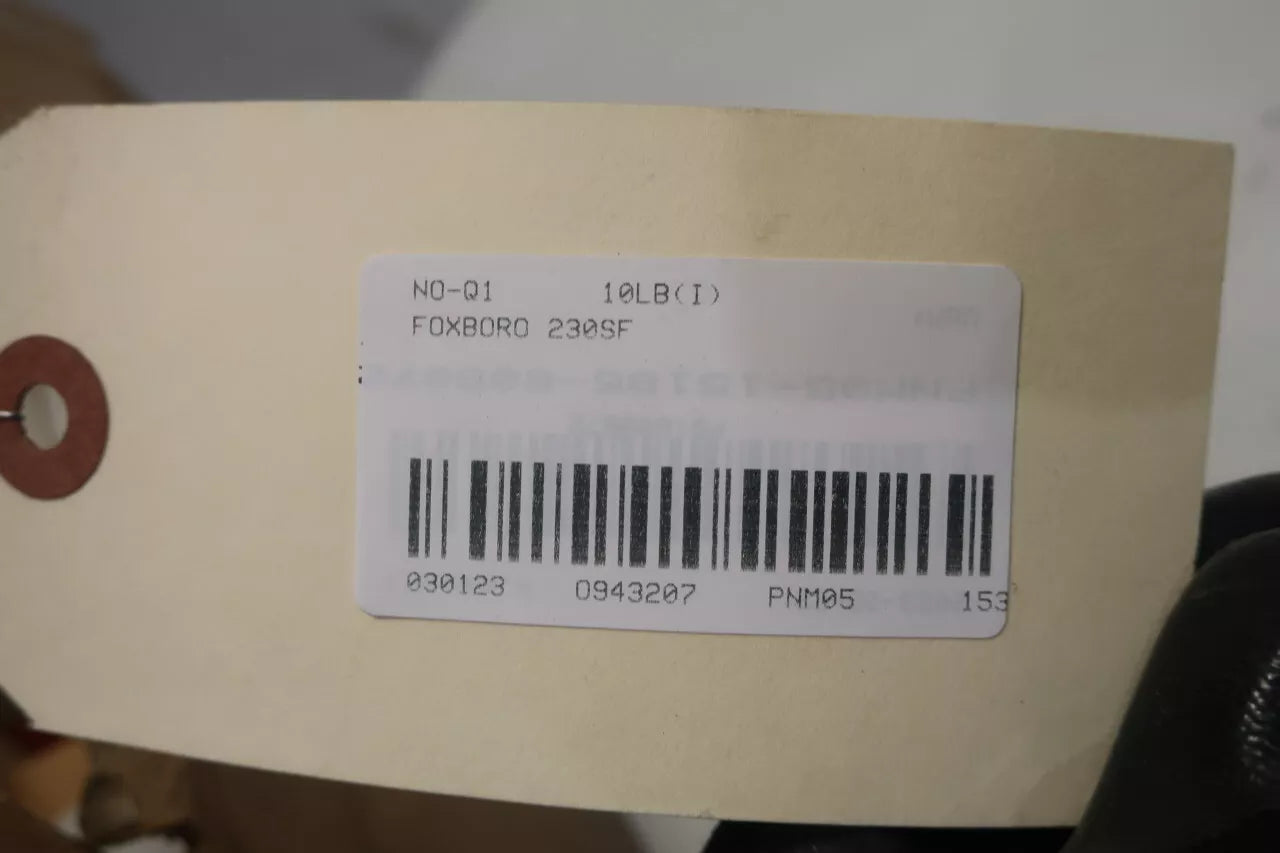 NO-Q1 10LB(I)
FOXBORO 230SF
030123 0943207 PNM05 153